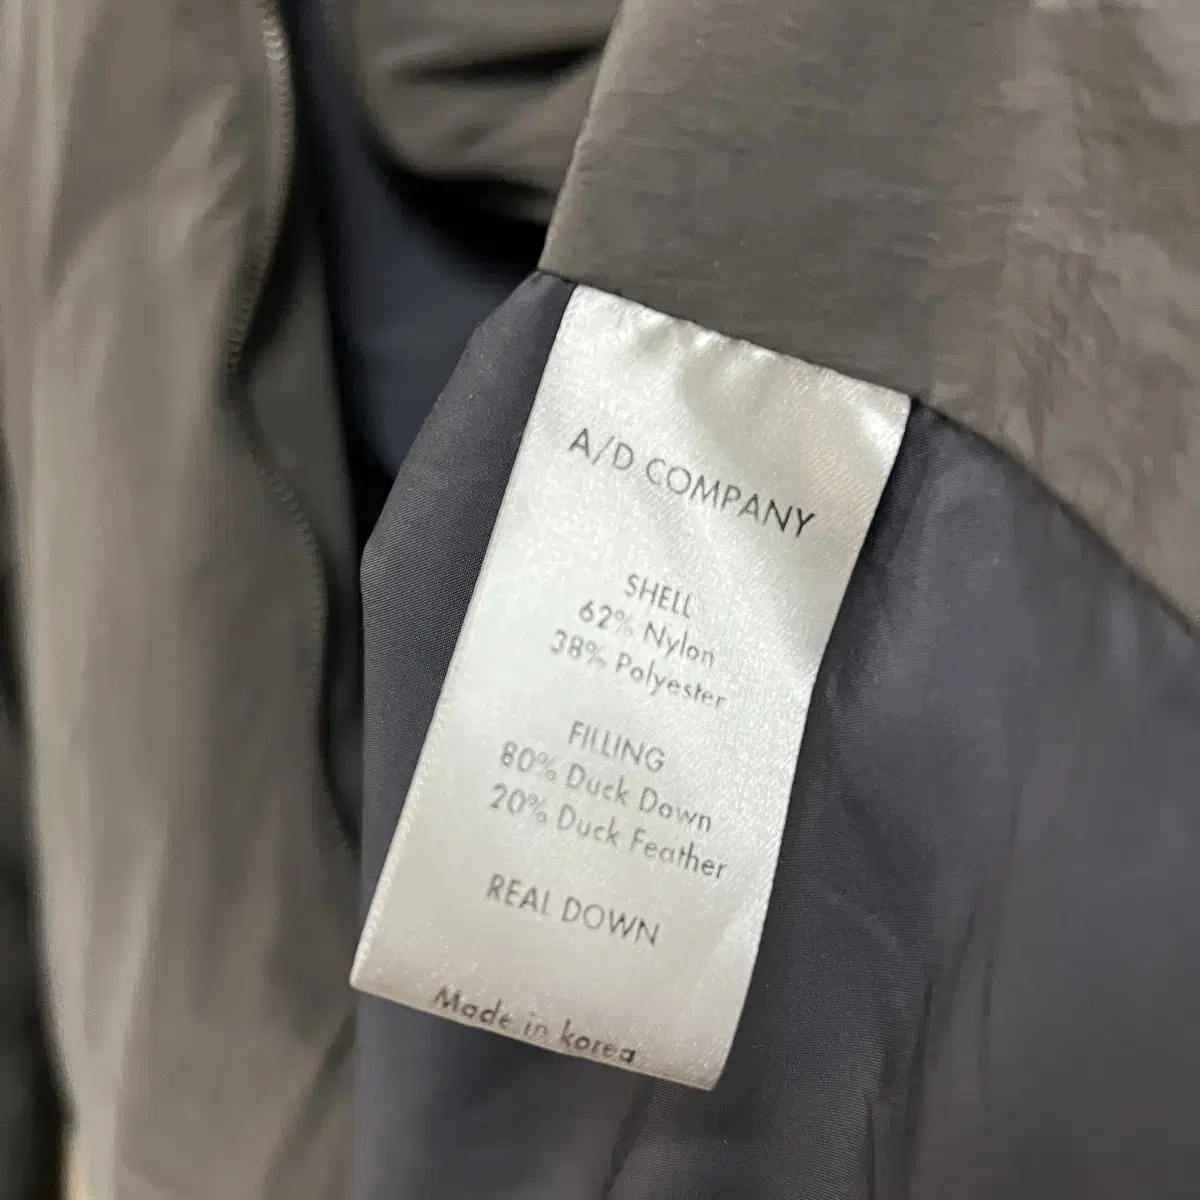 A/D COMPANY
SHELL
62% Nylon
38% Polyester
FILLING
80% Duck Down
20% Duck Feather
REAL DOWN
Made in korea